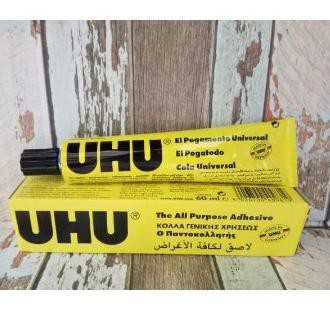 UHU®
El Pegamento Universal
El Pegatodo
Cola Universal
UHU®
60 ml
The All Purpose Adhesive
ΚΟΛΛΑ ΓΕΝΙΚΗΣ ΧΡΗΣΕΩΣ
Ο Παντοκολλητής
لاصق لكافة الأغراض